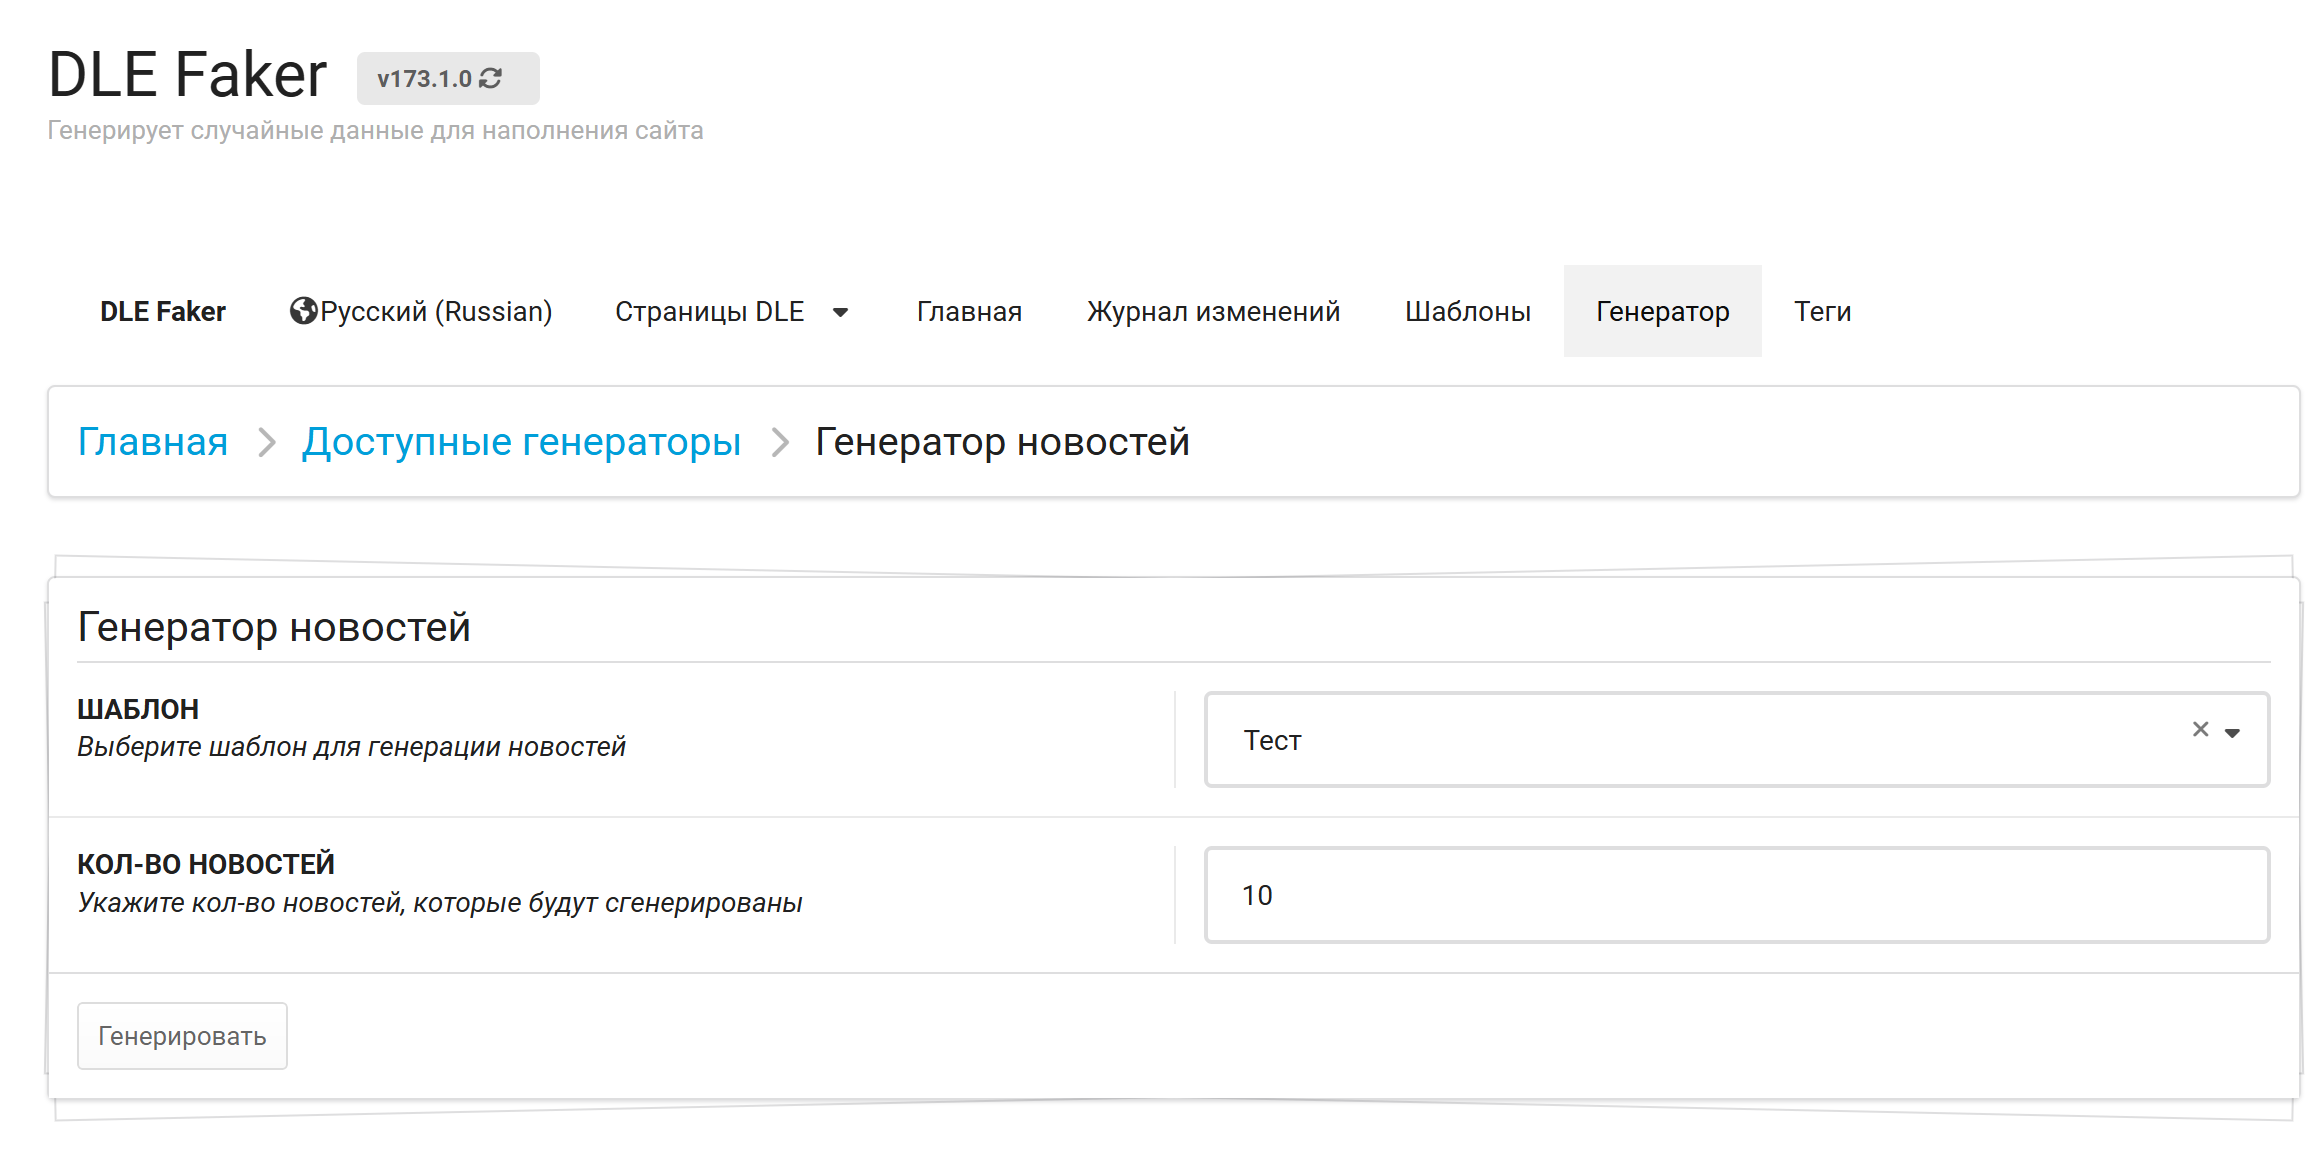 DLE Faker v173.1.0
Генерирует случайные данные для наполнения сайта
DLE Faker Русский (Russian) Страницы DLE Главная Журнал изменений Шаблоны Генератор Теги
Главная Доступные генераторы Генератор новостей
Генератор новостей
ШАБЛОН
Выберите шаблон для генерации новостей
Тест
КОЛ-ВО НОВОСТЕЙ
Укажите кол-во новостей, которые будут сгенерированы
10
Генерировать